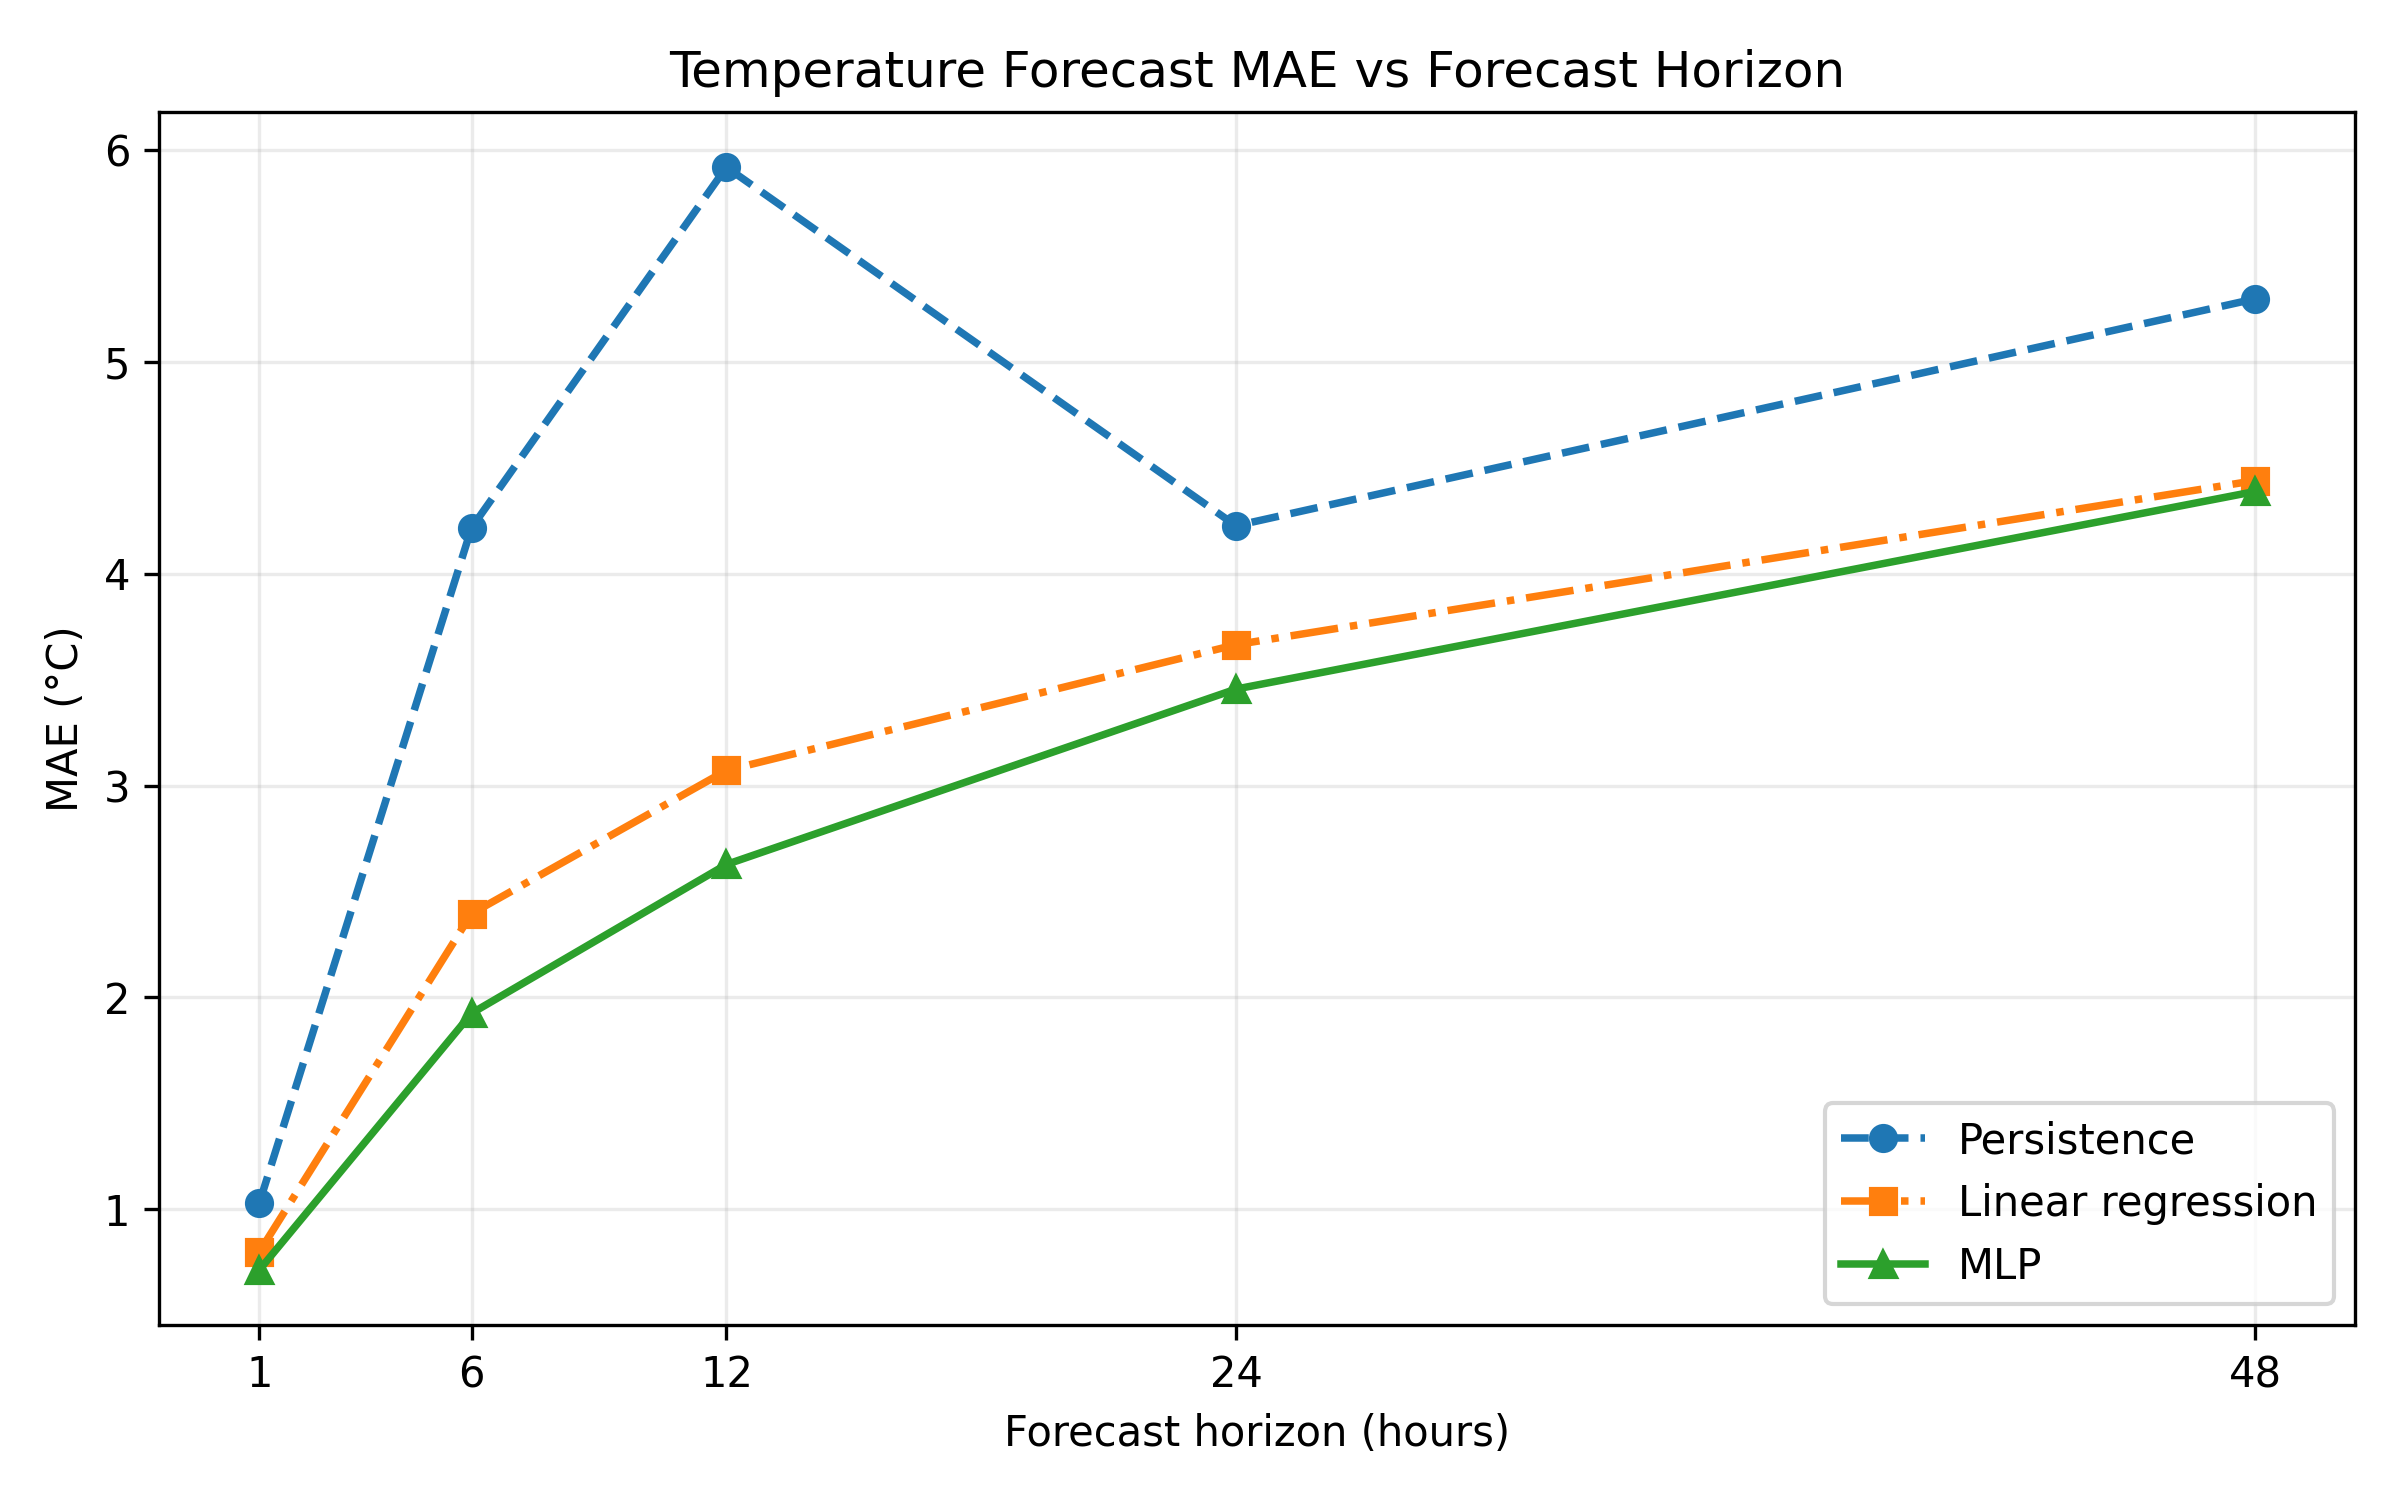 Temperature Forecast MAE vs Forecast Horizon
6
5
4
3
2
1
MAE (°C)
Persistence
Linear regression
MLP
1 6 12 24 48
Forecast horizon (hours)